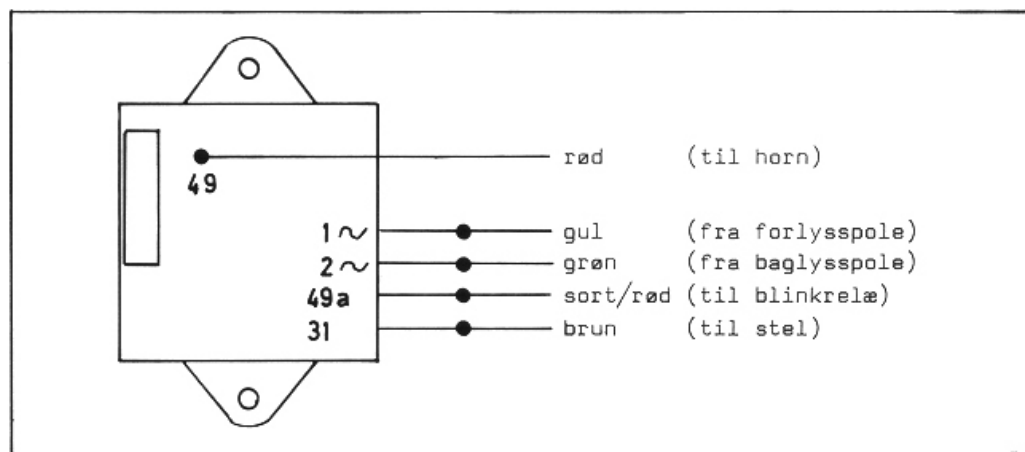 49 rød (til horn)
1~ gul (fra forlysspole)
2~ grøn (fra baglysspole)
49a sort/rød (til blinkrelæ)
31 brun (til stel)